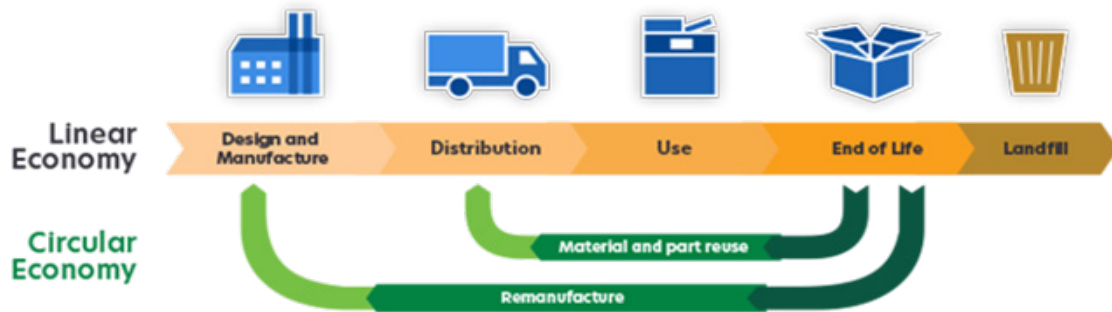 Linear
Economy
Design and
Manufacture
Distribution
Use
End of Life
Landfill
Circular
Economy
Material and part reuse
Remanufacture